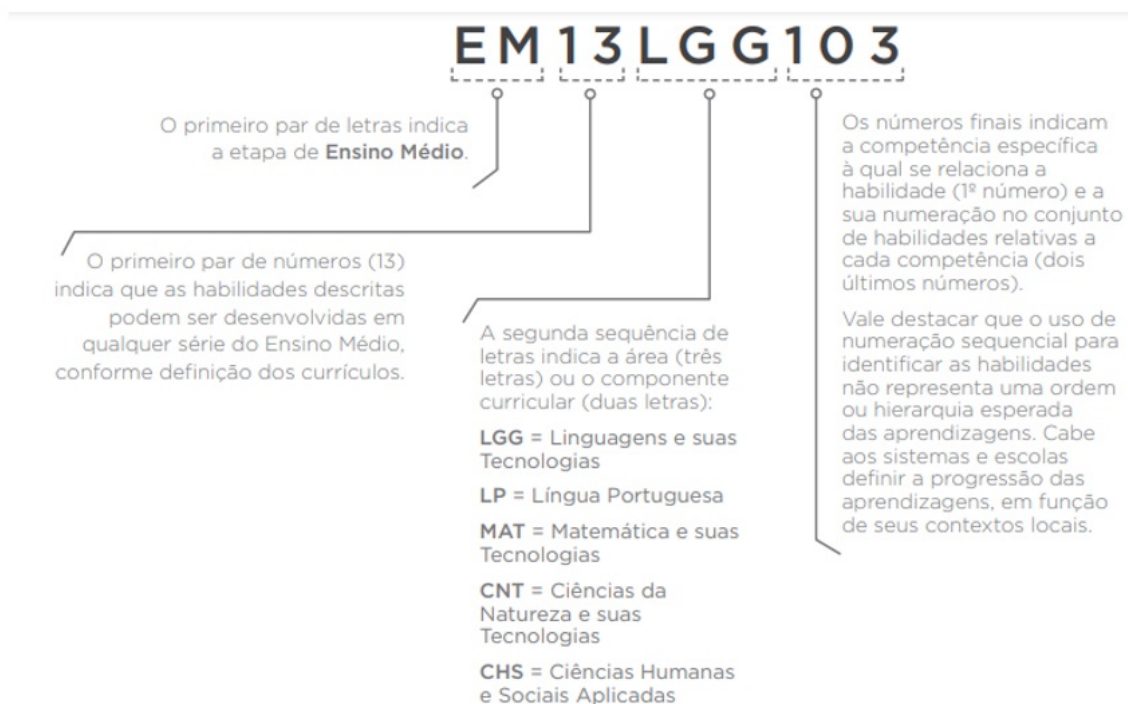 EM13LGG103
O primeiro par de letras indica
a etapa de Ensino Médio.
O primeiro par de números (13)
indica que as habilidades descritas
podem ser desenvolvidas em
qualquer série do Ensino Médio,
conforme definição dos currículos.
A segunda sequência de
letras indica a área (três
letras) ou o componente
curricular (duas letras):
LGG = Linguagens e suas
Tecnologias
LP = Língua Portuguesa
MAT = Matemática e suas
Tecnologias
CNT = Ciências da
Natureza e suas
Tecnologias
CHS = Ciências Humanas
e Sociais Aplicadas
Os números finais indicam
a competência específica
à qual se relaciona a
habilidade (1º número) e a
sua numeração no conjunto
de habilidades relativas a
cada competência (dois
últimos números).
Vale destacar que o uso de
numeração sequencial para
identificar as habilidades
não representa uma ordem
ou hierarquia esperada
das aprendizagens. Cabe
aos sistemas e escolas
definir a progressão das
aprendizagens, em função
de seus contextos locais.